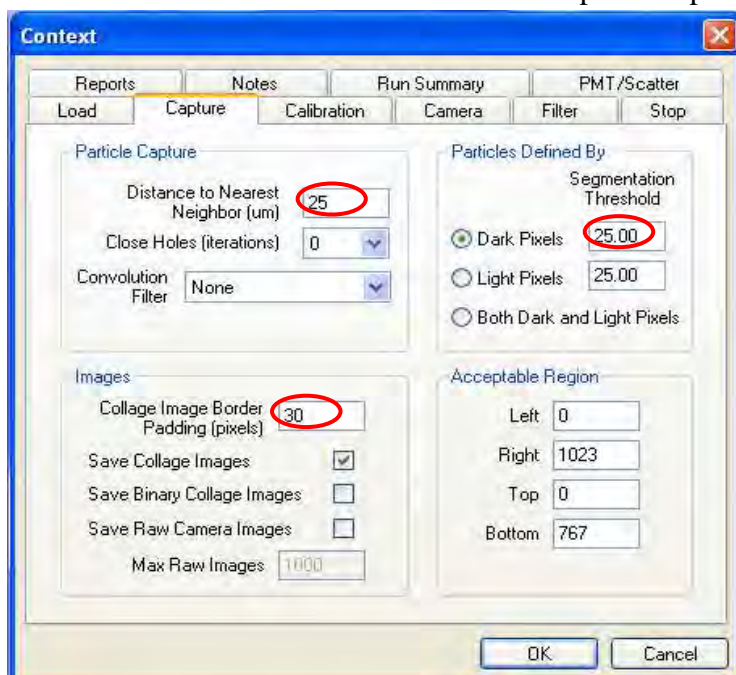 Context
Reports Notes Run Summary PMT/Scatter
Load Capture Calibration Camera Filter Stop
Particle Capture
Distance to Nearest
Neighbor (um) 25
Close Holes (iterations) 0
Convolution
Filter None
Particles Defined By
Segmentation
Threshold
Dark Pixels 25.00
Light Pixels 25.00
Both Dark and Light Pixels
Images
Collage Image Border
Padding (pixels) 30
Save Collage Images
Save Binary Collage Images
Save Raw Camera Images
Max Raw Images 1000
Acceptable Region
Left 0
Right 1023
Top 0
Bottom 767
OK Cancel